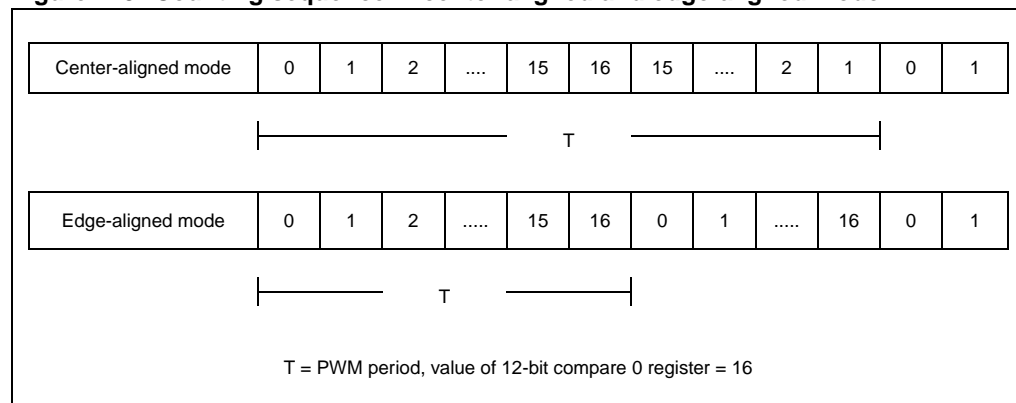 Center-aligned mode 0 1 2 .... 15 16 15 .... 2 1 0 1
T
Edge-aligned mode 0 1 2 ..... 15 16 0 1 ..... 16 0 1
T
T = PWM period, value of 12-bit compare 0 register = 16